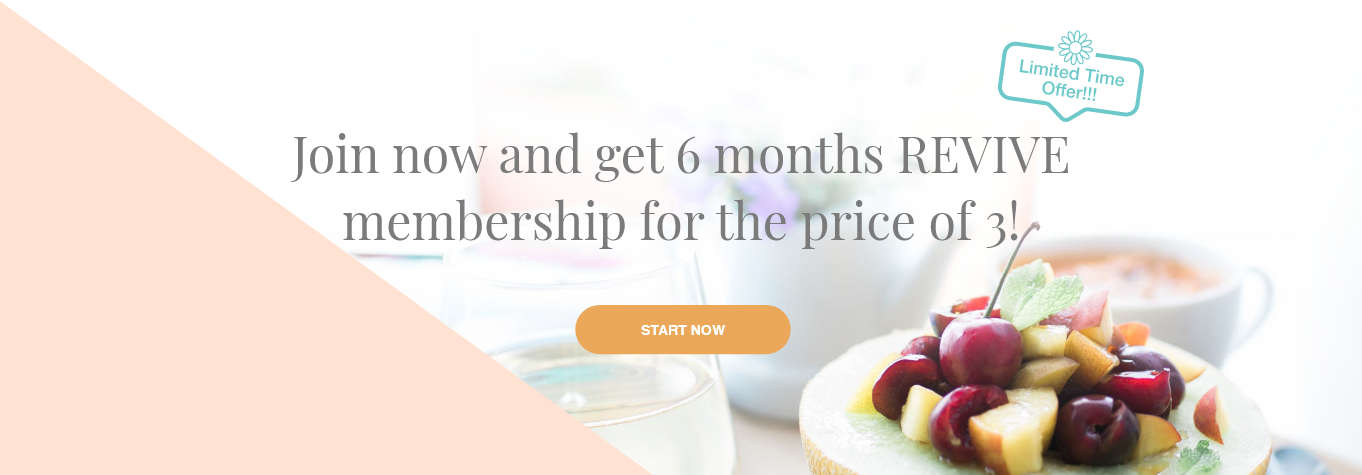 Limited Time
Offer!!!
Join now and get 6 months REVIVE
membership for the price of 3!
START NOW